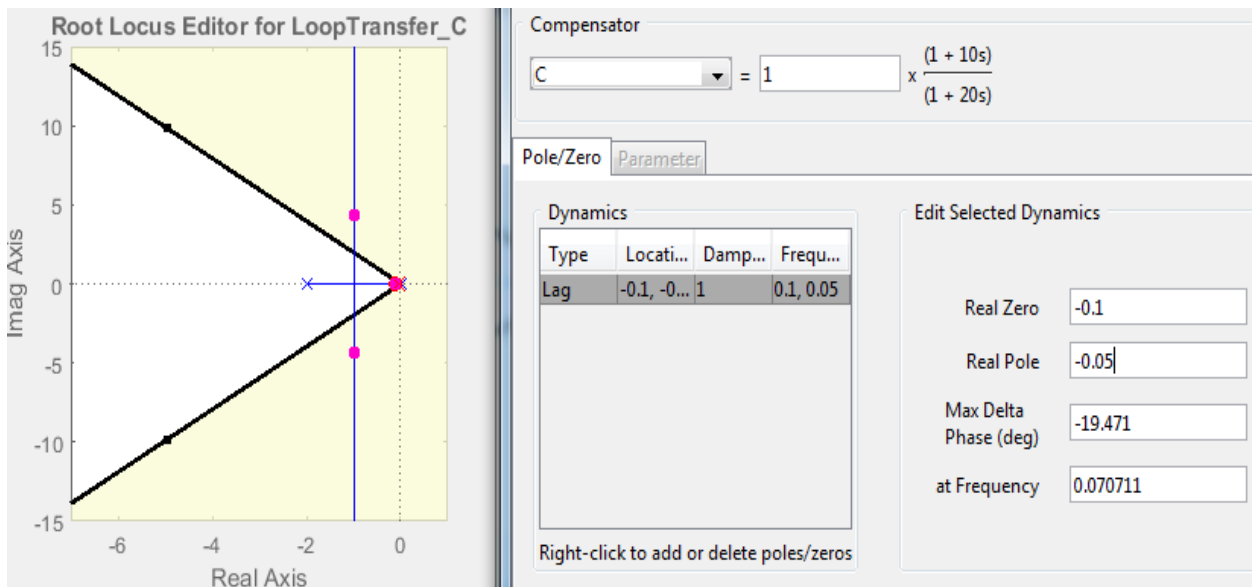 Root Locus Editor for LoopTransfer_C
15
10
5
0
-5
-10
-15
Imag Axis
-6
-4
-2
0
Real Axis
Compensator
C = 1 x (1 + 10s)
(1 + 20s)
Pole/Zero Parameter
Dynamics
Type Locati... Damp... Frequ...
Lag -0.1, -0... 1 0.1, 0.05
Right-click to add or delete poles/zeros
Edit Selected Dynamics
Real Zero -0.1
Real Pole -0.05
Max Delta
Phase (deg) -19.471
at Frequency 0.070711